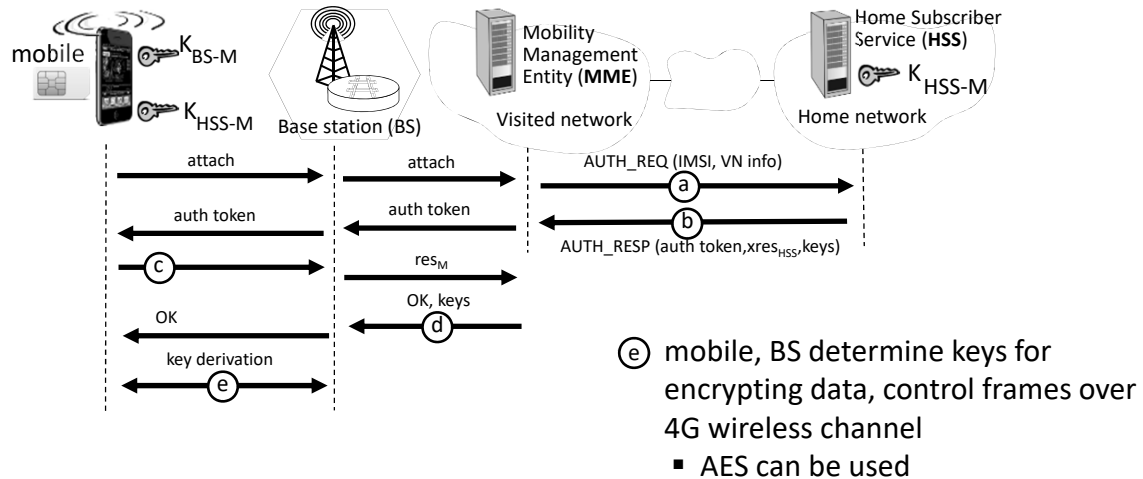 mobile
K_BS-M
K_HSS-M
Base station (BS)
Mobility
Management
Entity (MME)
Visited network
Home Subscriber
Service (HSS)
K_HSS-M
Home network
attach
attach
AUTH_REQ (IMSI, VN info)
a
auth token
auth token
b
AUTH_RESP (auth token,xres_HSS,keys)
c
res_M
OK, keys
d
OK
key derivation
e
e mobile, BS determine keys for
encrypting data, control frames over
4G wireless channel
▪ AES can be used